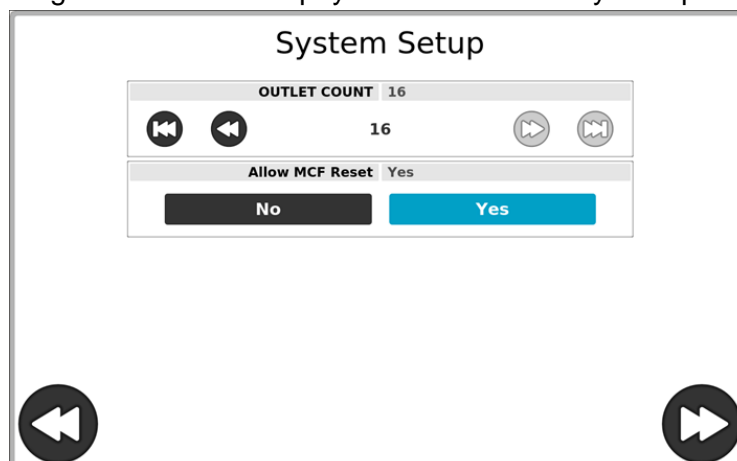 System Setup
OUTLET COUNT 16
16
Allow MCF Reset Yes
No Yes